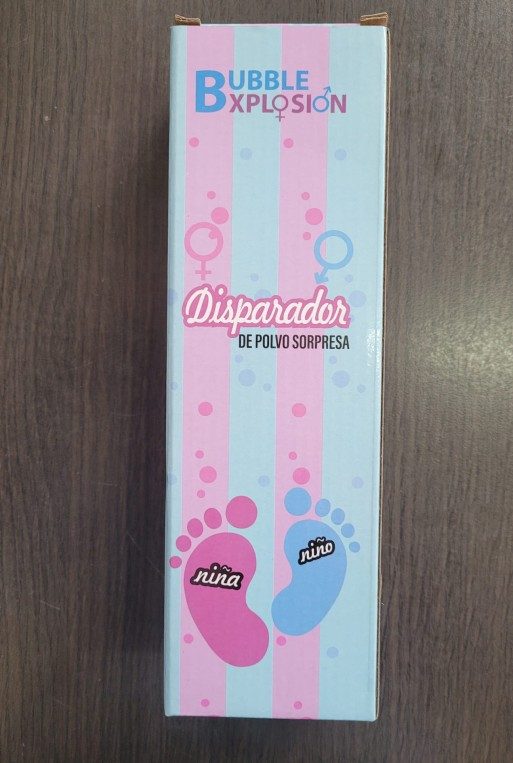 BUBBLE
XPLOSIÓN
Disparador
DE POLVO SORPRESA
niña
niño